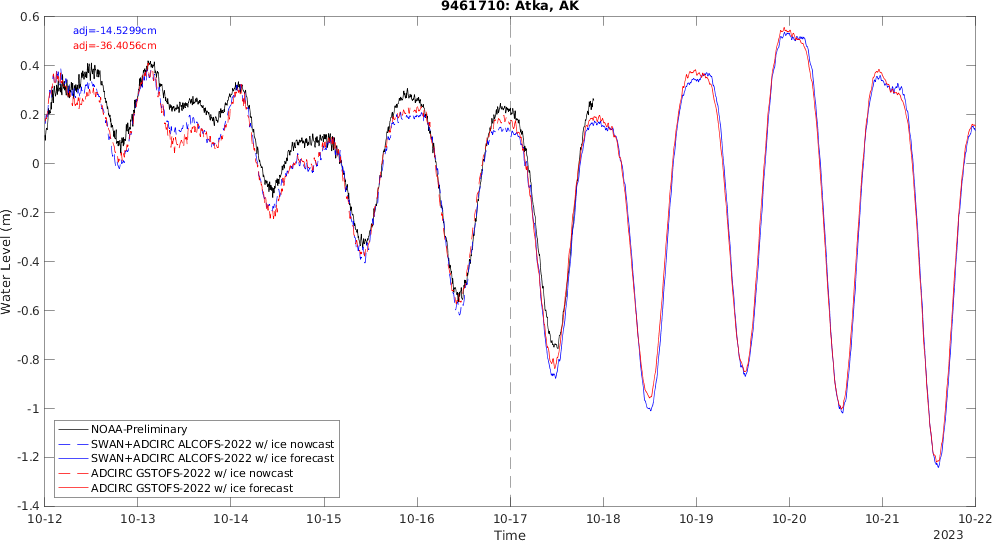 9461710: Atka, AK
adj=-14.5299cm
adj=-36.4056cm
0.6
0.4
0.2
0
-0.2
-0.4
-0.6
-0.8
-1
-1.2
-1.4
Water Level (m)
NOAA-Preliminary
SWAN+ADCIRC ALCOFS-2022 w/ ice nowcast
SWAN+ADCIRC ALCOFS-2022 w/ ice forecast
ADCIRC GSTOFS-2022 w/ ice nowcast
ADCIRC GSTOFS-2022 w/ ice forecast
10-12 10-13 10-14 10-15 10-16 10-17 10-18 10-19 10-20 10-21 10-22
Time
2023